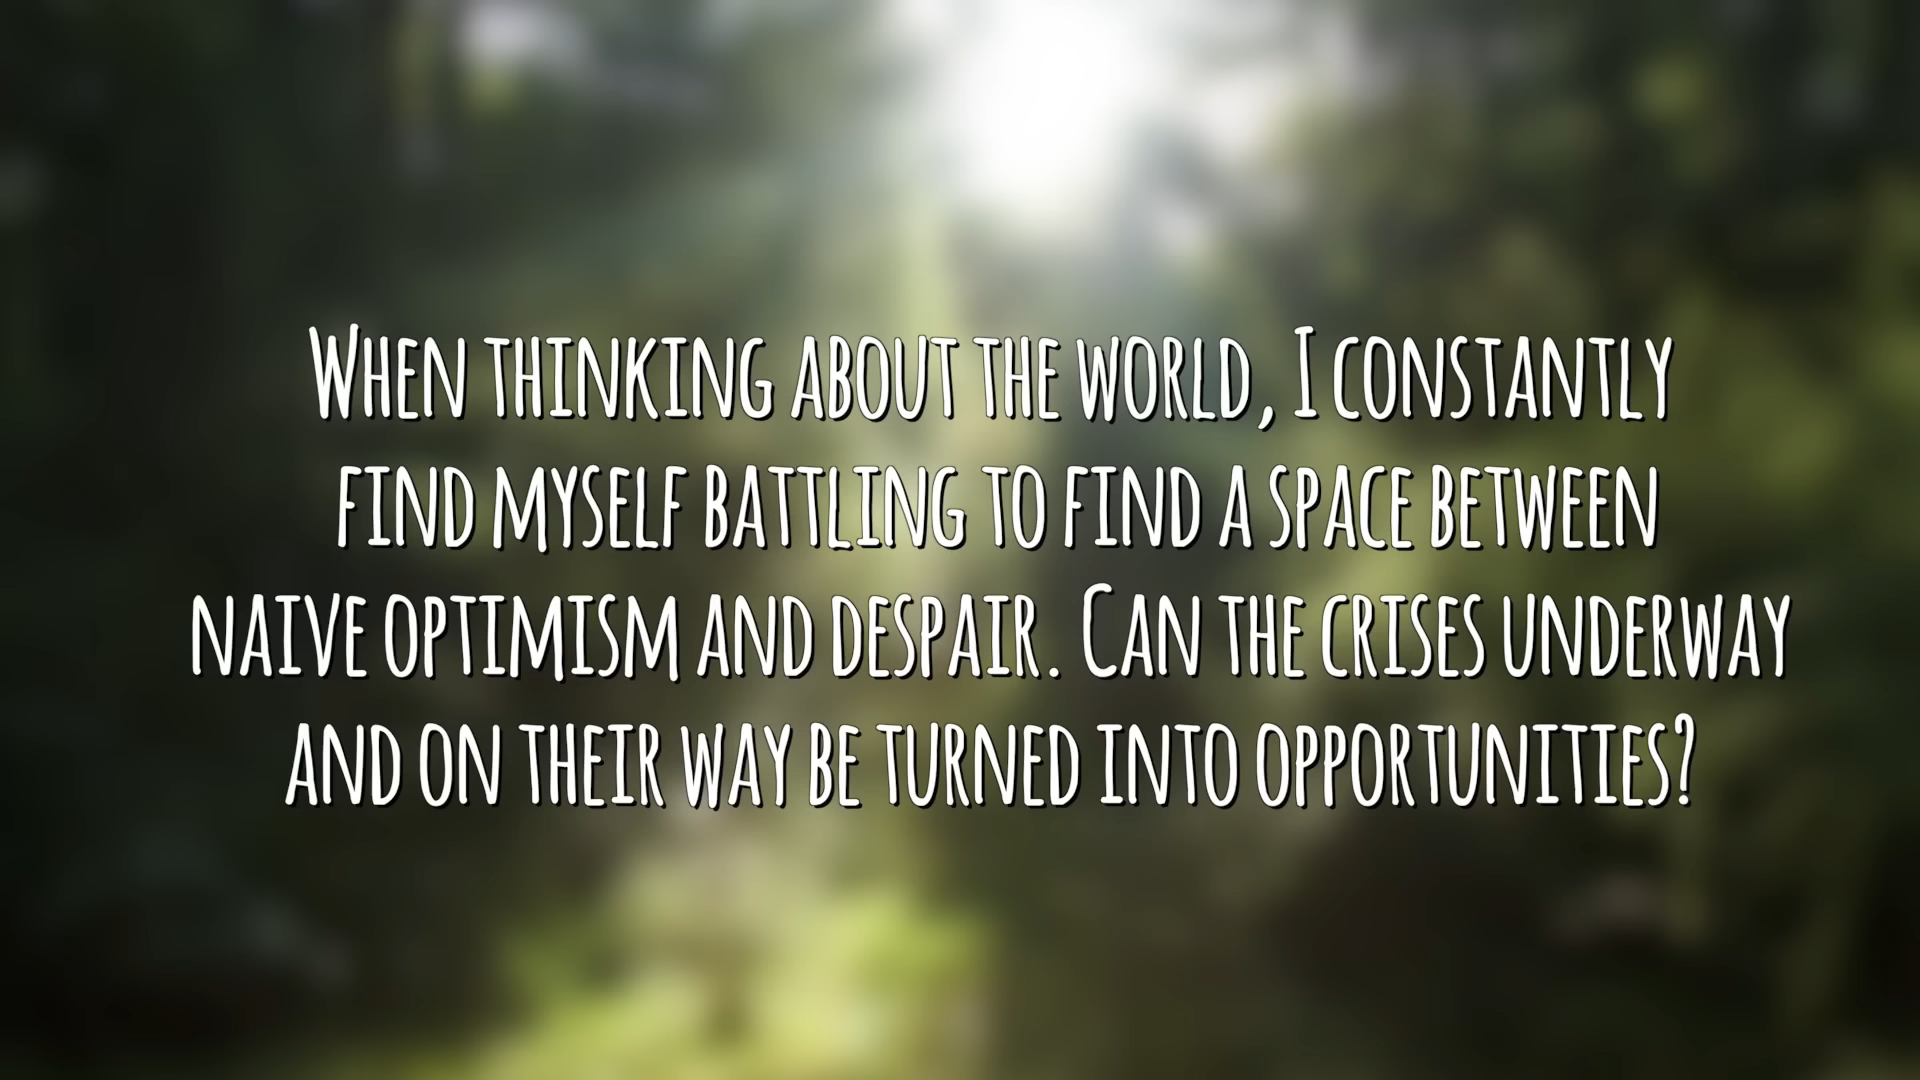 When thinking about the world, I constantly
find myself battling to find a space between
naive optimism and despair. Can the crises underway
and on their way be turned into opportunities?